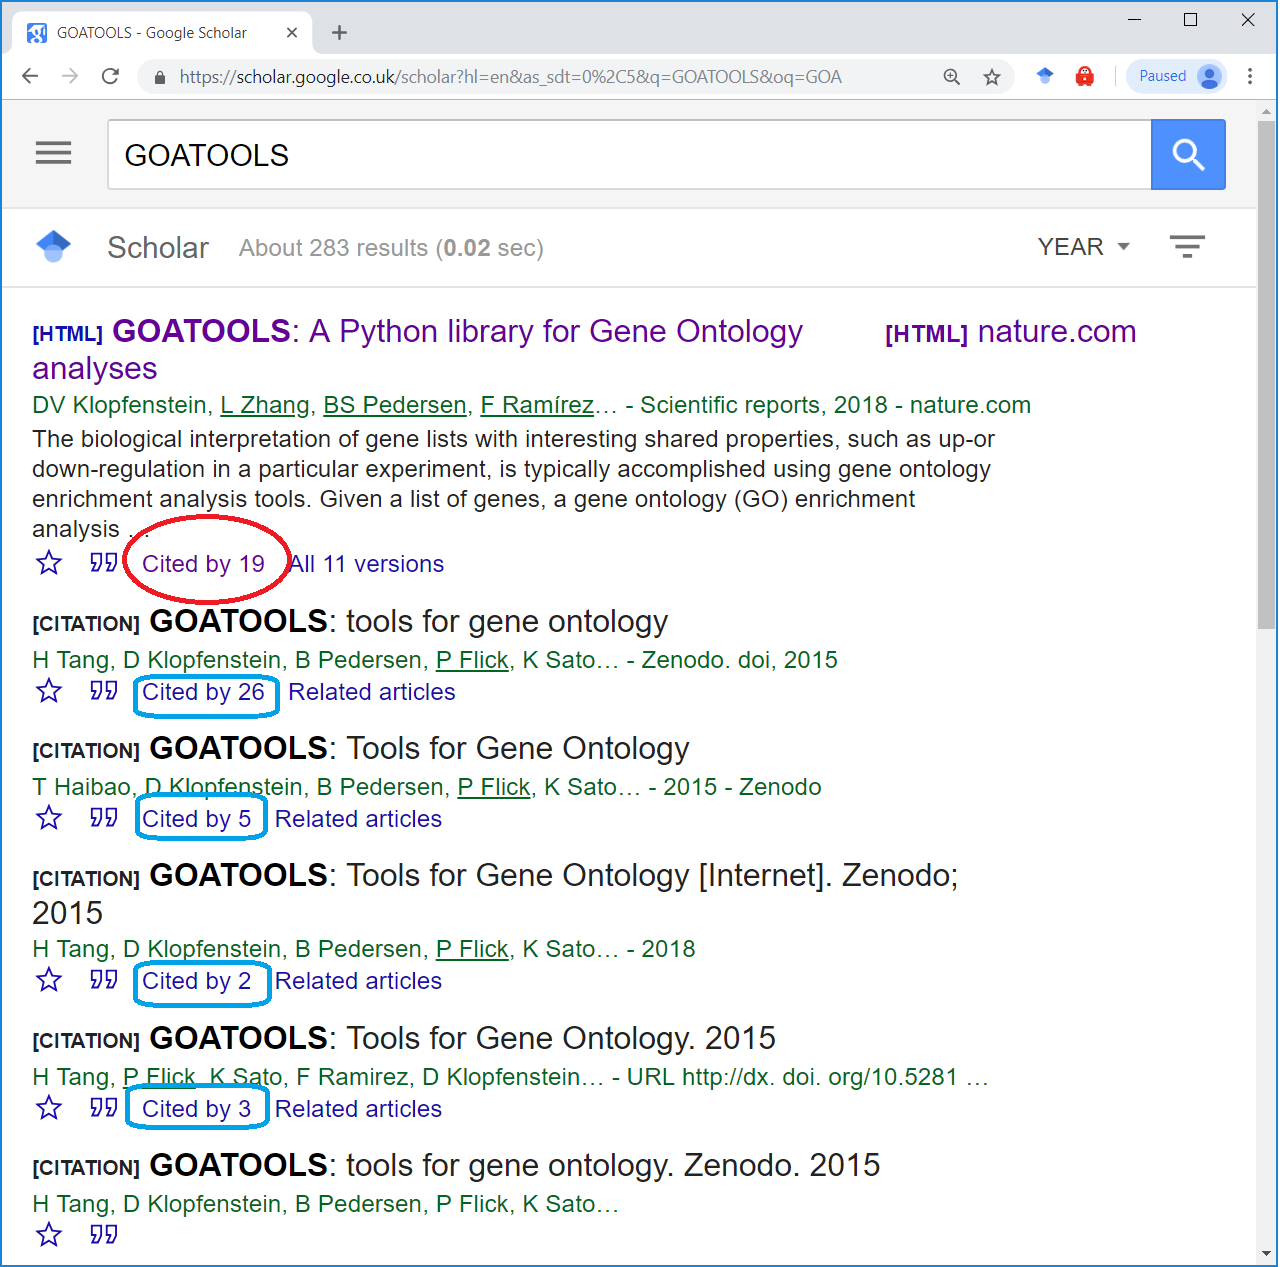 GOATOOLS - Google Scholar
https://scholar.google.co.uk/scholar?hl=en&as_sdt=0%2C5&q=GOATOOLS&oq=GOA
Paused
GOATOOLS
Scholar About 283 results (0.02 sec) YEAR
[HTML] GOATOOLS: A Python library for Gene Ontology [HTML] nature.com
analyses
DV Klopfenstein, L Zhang, BS Pedersen, F Ramírez… - Scientific reports, 2018 - nature.com
The biological interpretation of gene lists with interesting shared properties, such as up-or
down-regulation in a particular experiment, is typically accomplished using gene ontology
enrichment analysis tools. Given a list of genes, a gene ontology (GO) enrichment
analysis …
Cited by 19 All 11 versions
[CITATION] GOATOOLS: tools for gene ontology
H Tang, D Klopfenstein, B Pedersen, P Flick, K Sato… - Zenodo. doi, 2015
Cited by 26 Related articles
[CITATION] GOATOOLS: Tools for Gene Ontology
T Haibao, D Klopfenstein, B Pedersen, P Flick, K Sato… - 2015 - Zenodo
Cited by 5 Related articles
[CITATION] GOATOOLS: Tools for Gene Ontology [Internet]. Zenodo;
2015
H Tang, D Klopfenstein, B Pedersen, P Flick, K Sato… - 2018
Cited by 2 Related articles
[CITATION] GOATOOLS: Tools for Gene Ontology. 2015
H Tang, P Flick, K Sato, F Ramirez, D Klopfenstein… - URL http://dx. doi. org/10.5281 …
Cited by 3 Related articles
[CITATION] GOATOOLS: tools for gene ontology. Zenodo. 2015
H Tang, D Klopfenstein, B Pedersen, P Flick, K Sato…